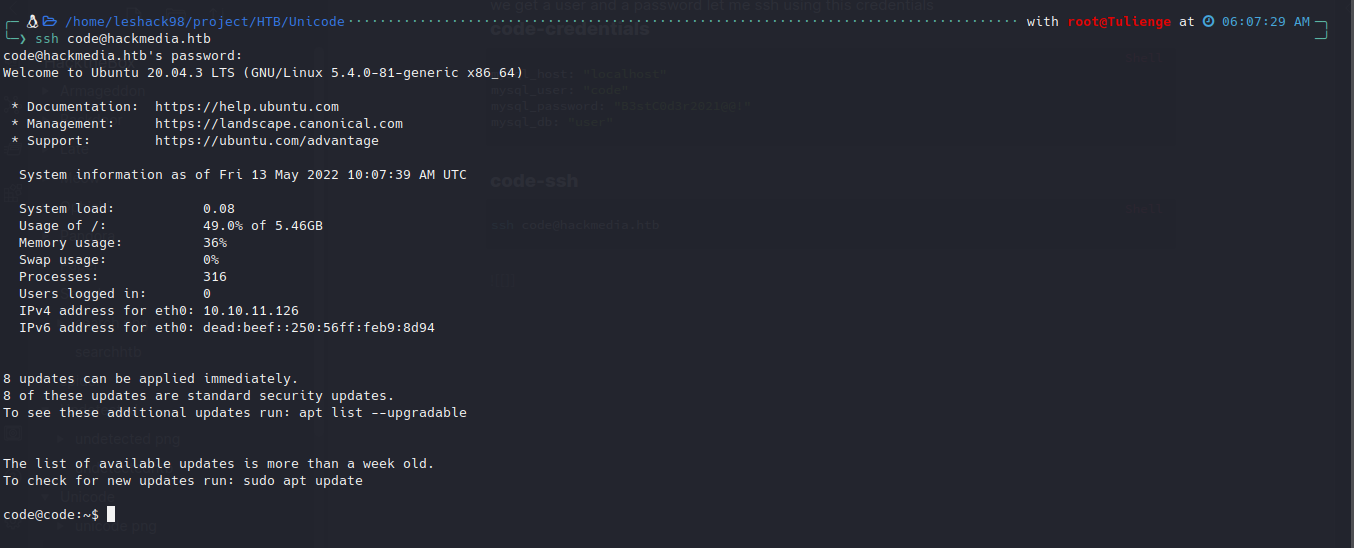 /home/leshack98/project/HTB/Unicode with root@Tulienge at 06:07:29 AM
we get a user and a password let me ssh using this credentials
❯ ssh code@hackmedia.htb
code-credentials
code@hackmedia.htb's password:
Welcome to Ubuntu 20.04.3 LTS (GNU/Linux 5.4.0-81-generic x86_64)
mysql_host: "localhost"
mysql_user: "code"
Armageddon
mysql_password:
* Documentation:  https://help.ubuntu.com
mysql_db: "user"
* Management:     https://landscape.canonical.com
* Support:        https://ubuntu.com/advantage
System information as of Fri 13 May 2022 10:07:39 AM UTC
code-ssh
System load:           0.08
Usage of /:            49.0% of 5.46GB
ssh code@hackmedia.htb
Memory usage:          36%
Swap usage:            0%
Processes:             316
Users logged in:       0
IPv4 address for eth0: 10.10.11.126
IPv6 address for eth0: dead:beef::250:56ff:feb9:8d94
searchhtb
8 updates can be applied immediately.
8 of these updates are standard security updates.
To see these additional updates run: apt list --upgradable
undetected.png
The list of available updates is more than a week old.
To check for new updates run: sudo apt update
Unicode
code@code:~$
unicode.png